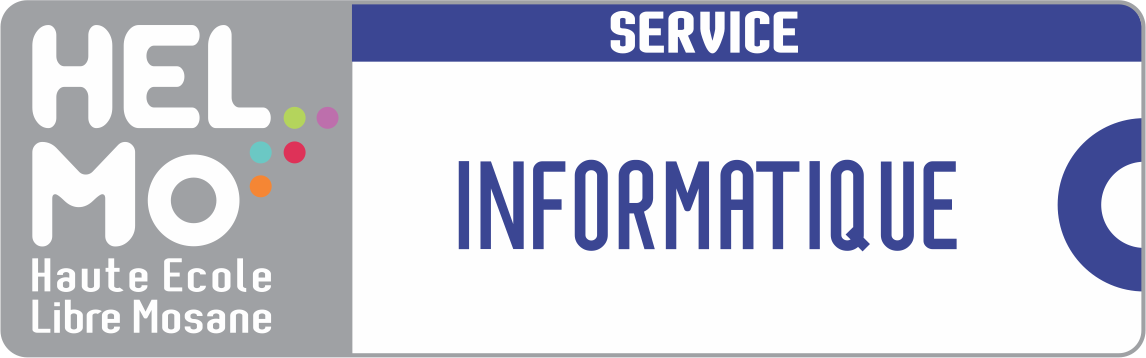 HEL
MO
Haute Ecole
Libre Mosane
SERVICE
INFORMATIQUE